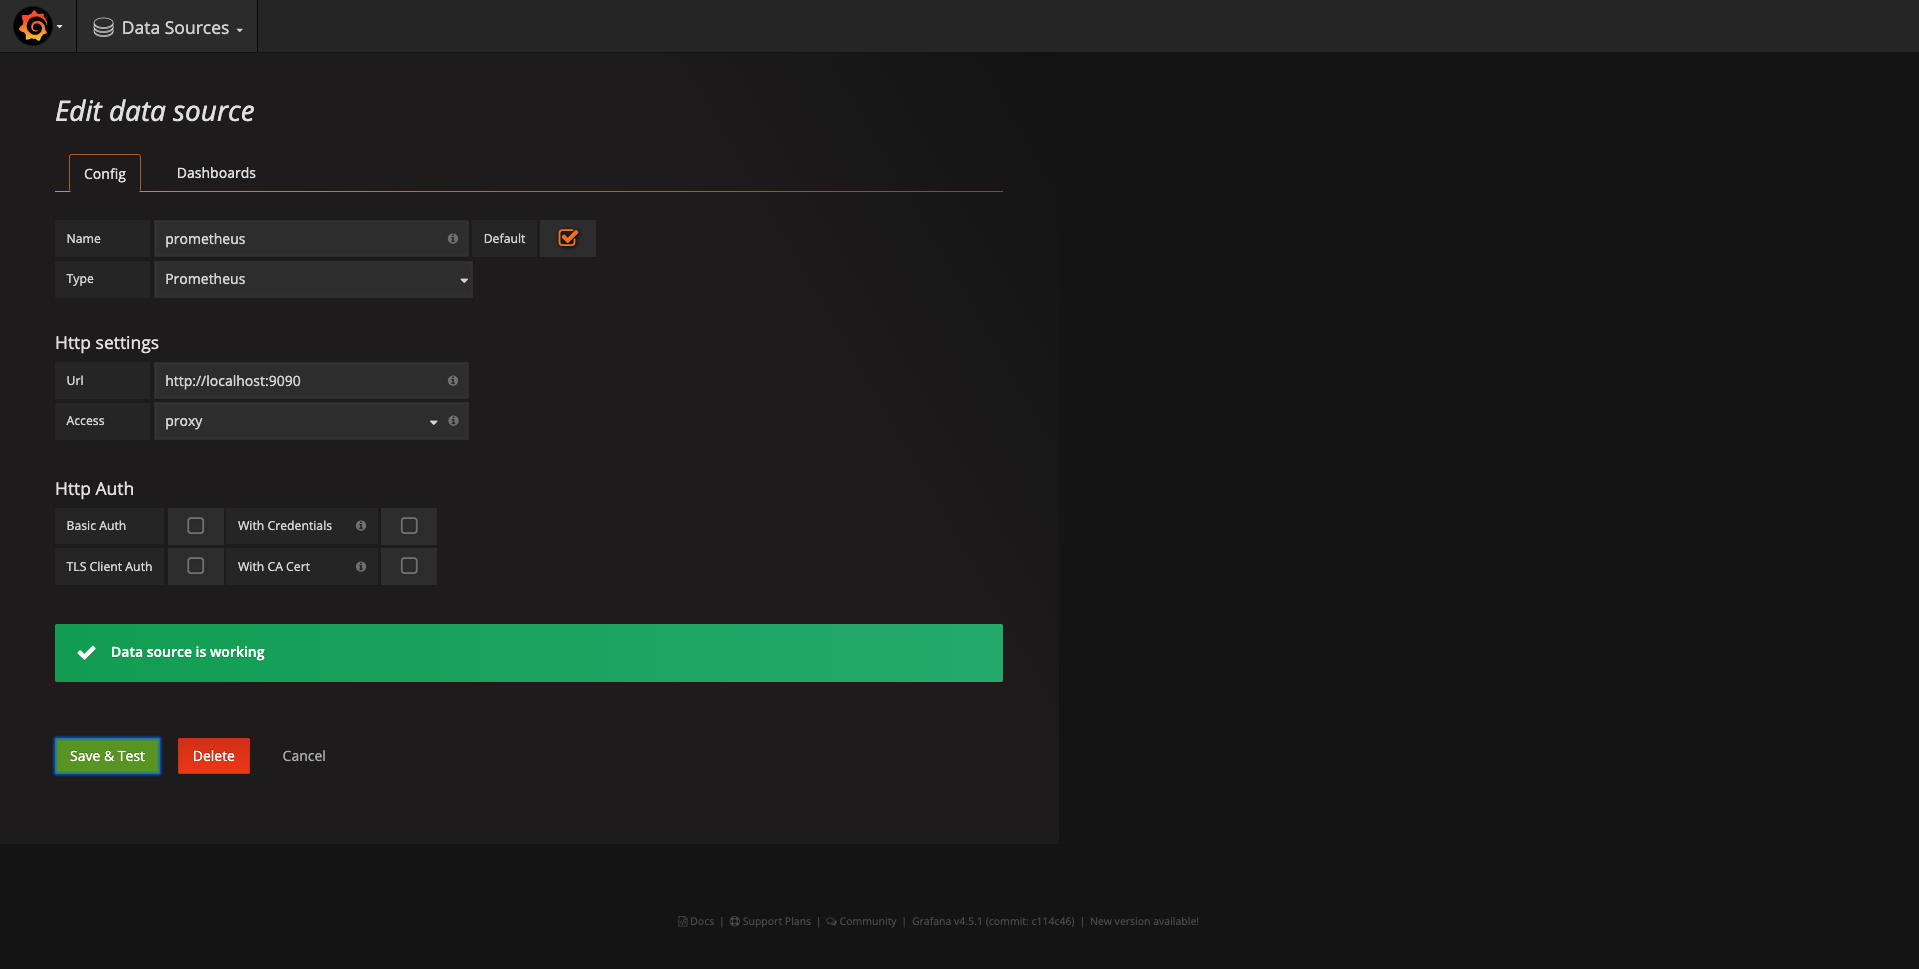 Data Sources
Edit data source
Config Dashboards
Name prometheus Default
Type Prometheus
Http settings
Url http://localhost:9090
Access proxy
Http Auth
Basic Auth With Credentials
TLS Client Auth With CA Cert
Data source is working
Save & Test Delete Cancel
Docs | Support Plans | Community | Grafana v4.5.1 (commit: c114c46) | New version available!